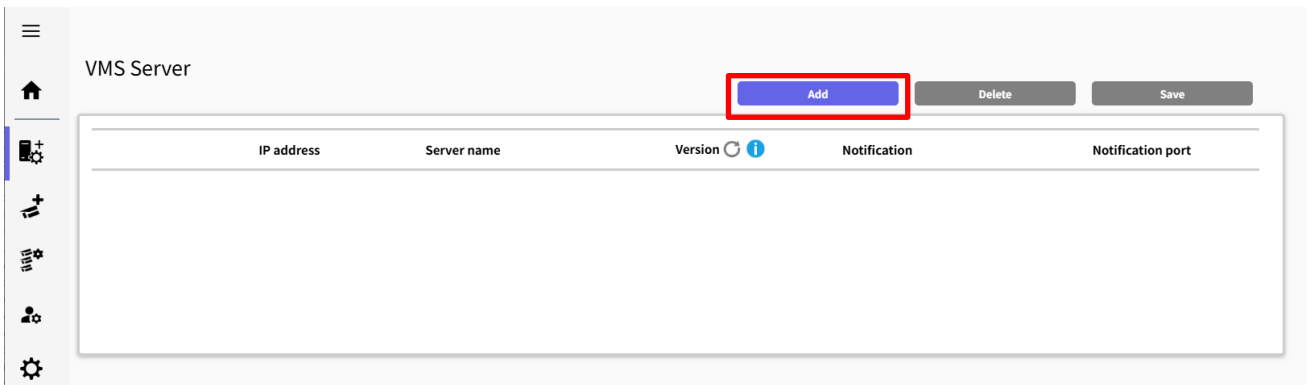 VMS Server
Add Delete Save
IP address Server name Version Notification Notification port